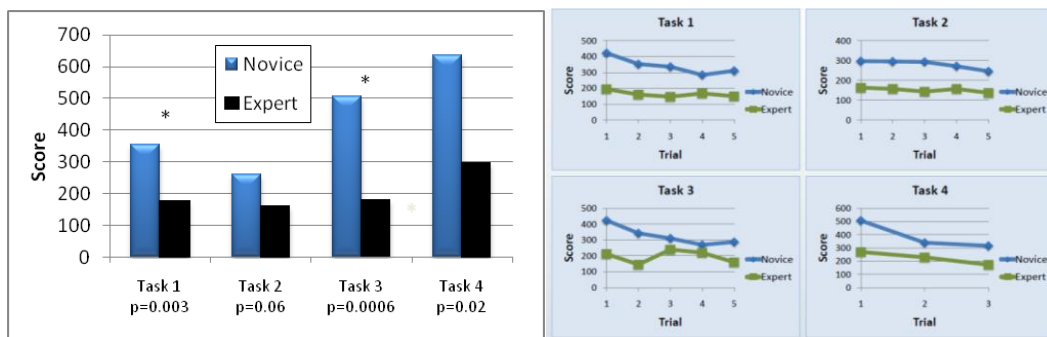 700
600
500
400
300
200
100
0
Score
Novice
Expert
*
*
*
Task 1
p=0.003
Task 2
p=0.06
Task 3
p=0.0006
Task 4
p=0.02
Task 1
500
400
300
200
100
0
Score
1 2 3 4 5
Trial
Novice
Expert
Task 2
400
300
200
100
0
Score
1 2 3 4 5
Trial
Novice
Expert
Task 3
500
400
300
200
100
0
Score
1 2 3 4 5
Trial
Novice
Expert
Task 4
600
500
400
300
200
100
0
Score
1 2 3
Trial
Novice
Expert